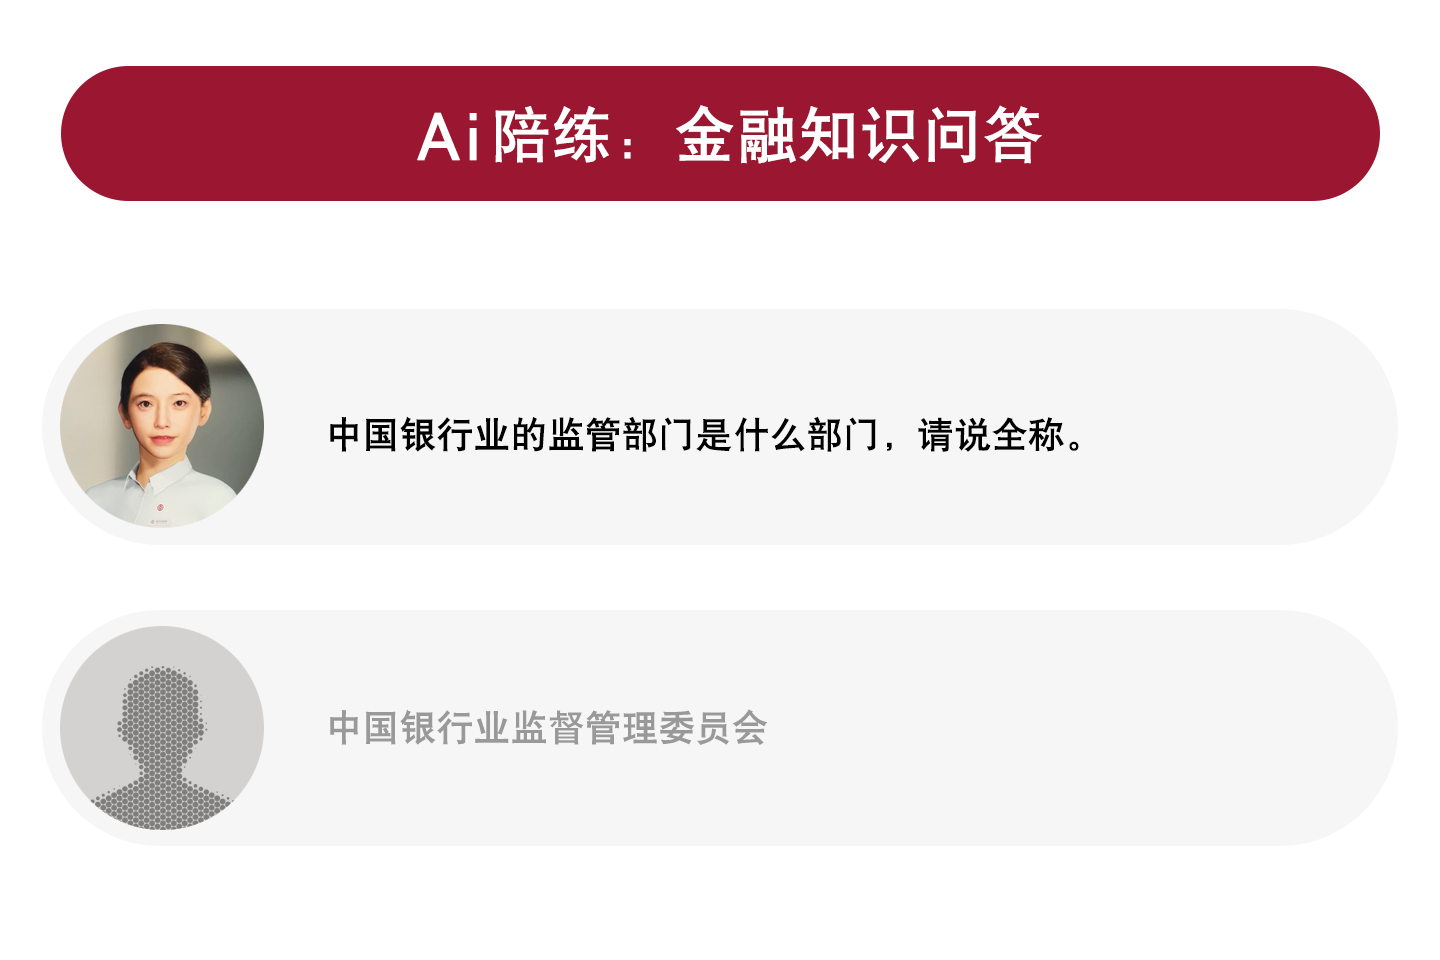 Ai陪练：金融知识问答
中国银行业的监管部门是什么部门，请说全称。
中国银行业监督管理委员会